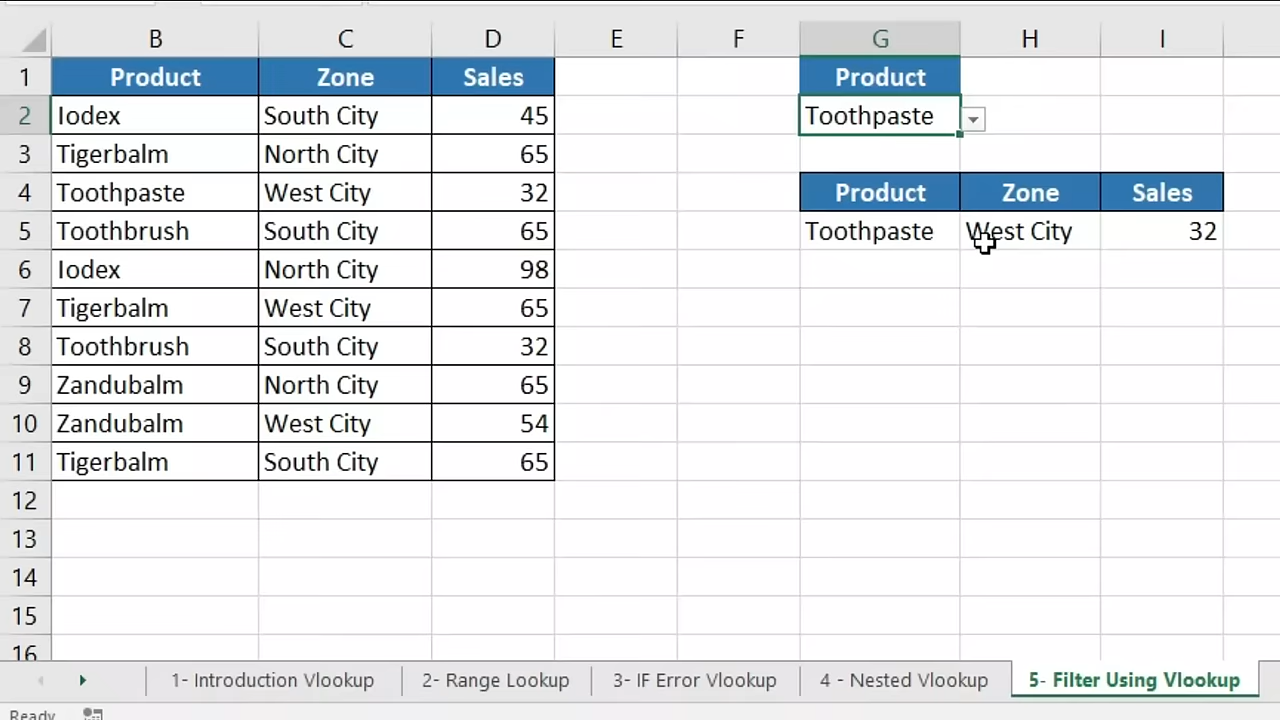 B C D E F G H I
1 Product Zone Sales Product
2 Iodex South City 45 Toothpaste
3 Tigerbalm North City 65
4 Toothpaste West City 32 Product Zone Sales
5 Toothbrush South City 65 Toothpaste West City 32
6 Iodex North City 98
7 Tigerbalm West City 65
8 Toothbrush South City 32
9 Zandubalm North City 65
10 Zandubalm West City 54
11 Tigerbalm South City 65
12
13
14
15
16
1- Introduction Vlookup 2- Range Lookup 3- IF Error Vlookup 4 - Nested Vlookup 5- Filter Using Vlookup
Ready